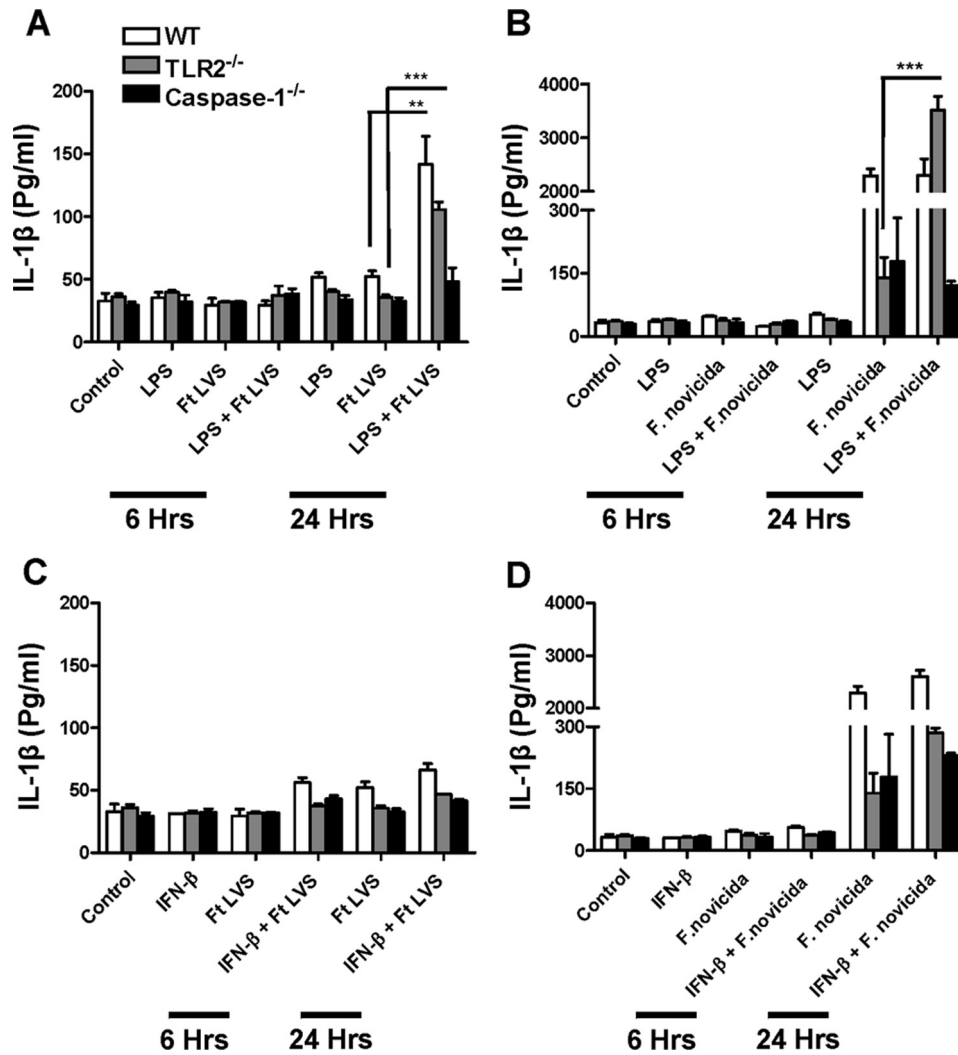 A
WT
TLR2-/-
Caspase-1-/-
***
**
IL-1β (Pg/ml)
200
150
100
50
0
Control
LPS
Ft LVS
LPS + Ft LVS
LPS
Ft LVS
LPS + Ft LVS
6 Hrs
24 Hrs
B
***
IL-1β (Pg/ml)
4000
3000
2000
300
150
0
Control
LPS
F. novicida
LPS + F.novicida
LPS
F. novicida
LPS + F.novicida
6 Hrs
24 Hrs
C
IL-1β (Pg/ml)
200
150
100
50
0
Control
IFN-β
Ft LVS
IFN-β + Ft LVS
Ft LVS
IFN-β + Ft LVS
6 Hrs
24 Hrs
D
IL-1β (Pg/ml)
4000
3000
2000
300
150
0
Control
IFN-β
F.novicida
IFN-β + F.novicida
F. novicida
IFN-β + F. novicida
6 Hrs
24 Hrs